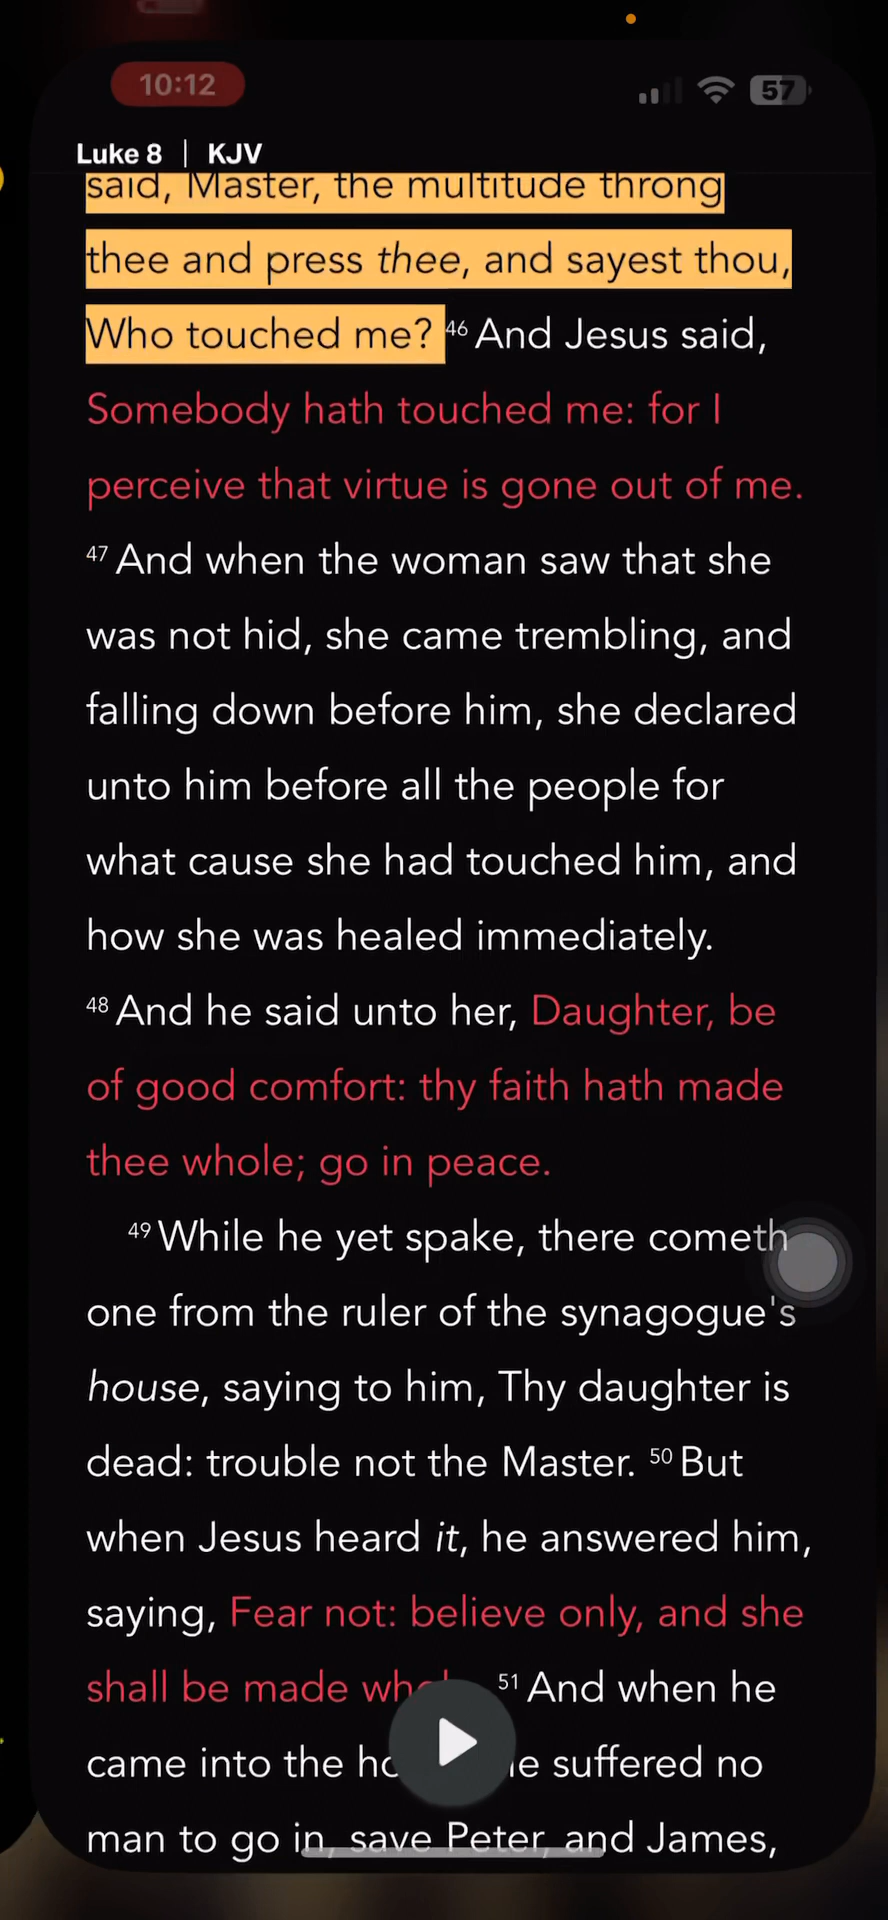 10:12
57
Luke 8 | KJV
said, Master, the multitude throng
thee and press thee, and sayest thou,
Who touched me? 46 And Jesus said,
Somebody hath touched me: for I
perceive that virtue is gone out of me.
47 And when the woman saw that she
was not hid, she came trembling, and
falling down before him, she declared
unto him before all the people for
what cause she had touched him, and
how she was healed immediately.
48 And he said unto her, Daughter, be
of good comfort: thy faith hath made
thee whole; go in peace.
49 While he yet spake, there cometh
one from the ruler of the synagogue's
house, saying to him, Thy daughter is
dead: trouble not the Master. 50 But
when Jesus heard it, he answered him,
saying, Fear not: believe only, and she
shall be made 51 And when he
came into the suffered no
man to go in, save Peter, and James,